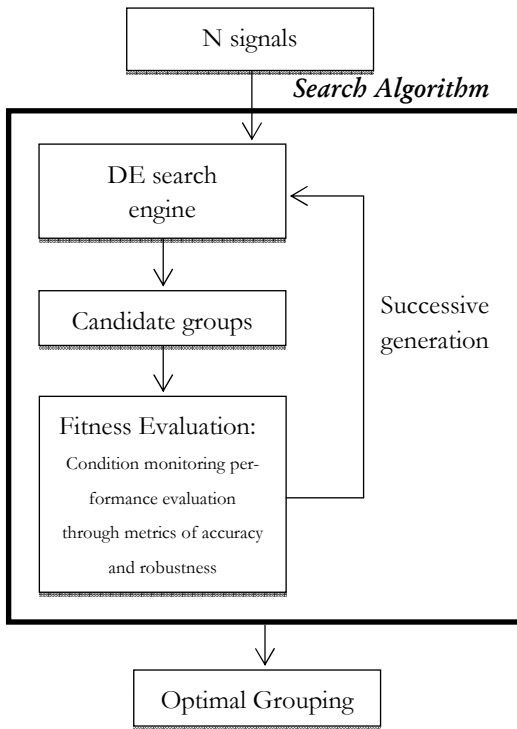 N signals
Search Algorithm
DE search
engine
Candidate groups
Successive
generation
Fitness Evaluation:
Condition monitoring per-
formance evaluation
through metrics of accuracy
and robustness
Optimal Grouping